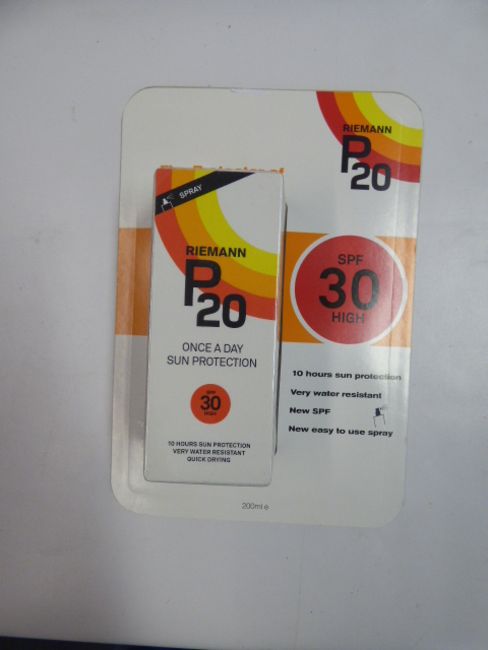 RIEMANN
P20
SPF
30
HIGH
10 hours sun protection
Very water resistant
New SPF
New easy to use spray
SPRAY
RIEMANN
P20
ONCE A DAY
SUN PROTECTION
SPF
30
HIGH
10 HOURS SUN PROTECTION
VERY WATER RESISTANT
QUICK DRYING
200ml e